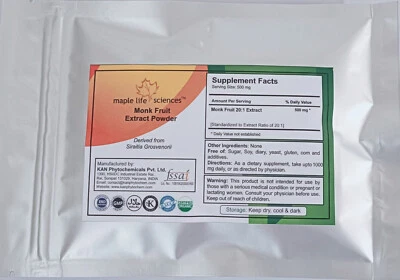 maple life sciences™
Monk Fruit
Extract Powder
Derived from
Siraitia Grosvenorii
Manufactured by:
KAN Phytochemicals Pvt. Ltd.
fssai
GMP
Supplement Facts
Serving Size: 500 mg
Amount Per Serving % Daily Value
Monk Fruit 20:1 Extract 500 mg *
[Standardized to Extract Ratio of 20:1]
* Daily Value not established
Other Ingredients: None
Free of: Sugar, Soy, diary, yeast, gluten, corn and
additives.
Directions: As a dietary supplement, take upto 1000
mg daily, or as directed by physician.
Warning: This product is not intended for use by
those with a serious medical condition or pregnant or
lactating women. Consult your physician before use.
Keep out of reach of children.
Storage: Keep dry, cool & dark